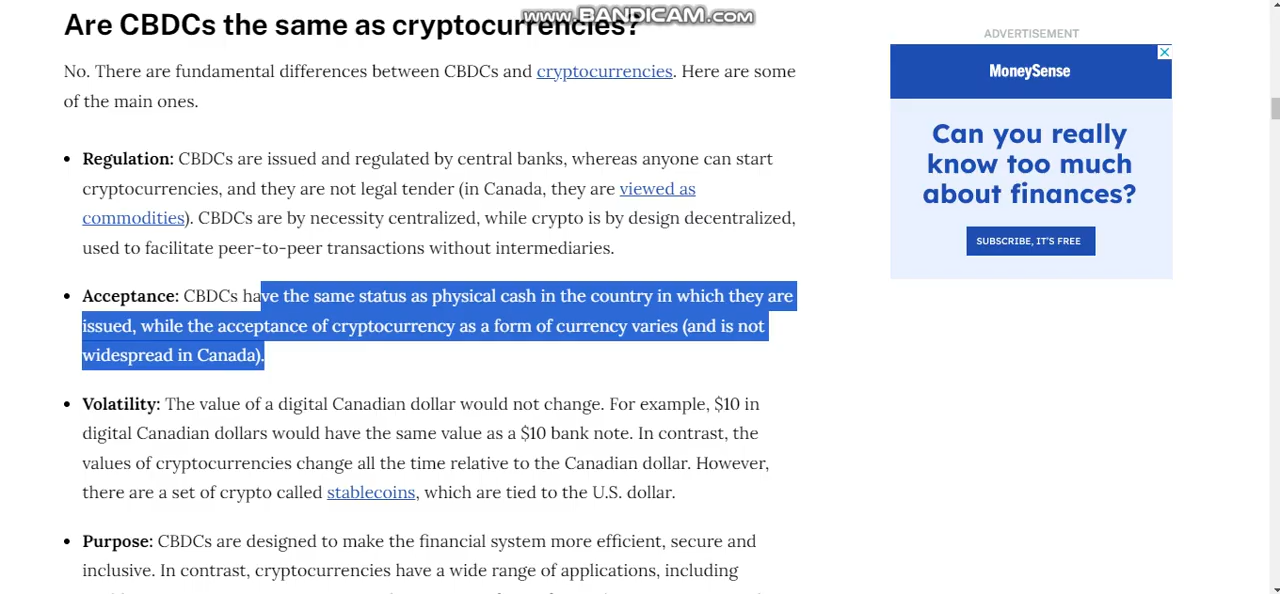 www.BANDICAM.com
Are CBDCs the same as cryptocurrencies?
No. There are fundamental differences between CBDCs and cryptocurrencies. Here are some
of the main ones.
• Regulation: CBDCs are issued and regulated by central banks, whereas anyone can start
cryptocurrencies, and they are not legal tender (in Canada, they are viewed as
commodities). CBDCs are by necessity centralized, while crypto is by design decentralized,
used to facilitate peer-to-peer transactions without intermediaries.
• Acceptance: CBDCs have the same status as physical cash in the country in which they are
issued, while the acceptance of cryptocurrency as a form of currency varies (and is not
widespread in Canada).
• Volatility: The value of a digital Canadian dollar would not change. For example, $10 in
digital Canadian dollars would have the same value as a $10 bank note. In contrast, the
values of cryptocurrencies change all the time relative to the Canadian dollar. However,
there are a set of crypto called stablecoins, which are tied to the U.S. dollar.
• Purpose: CBDCs are designed to make the financial system more efficient, secure and
inclusive. In contrast, cryptocurrencies have a wide range of applications, including
ADVERTISEMENT
MoneySense
Can you really
know too much
about finances?
SUBSCRIBE, IT'S FREE